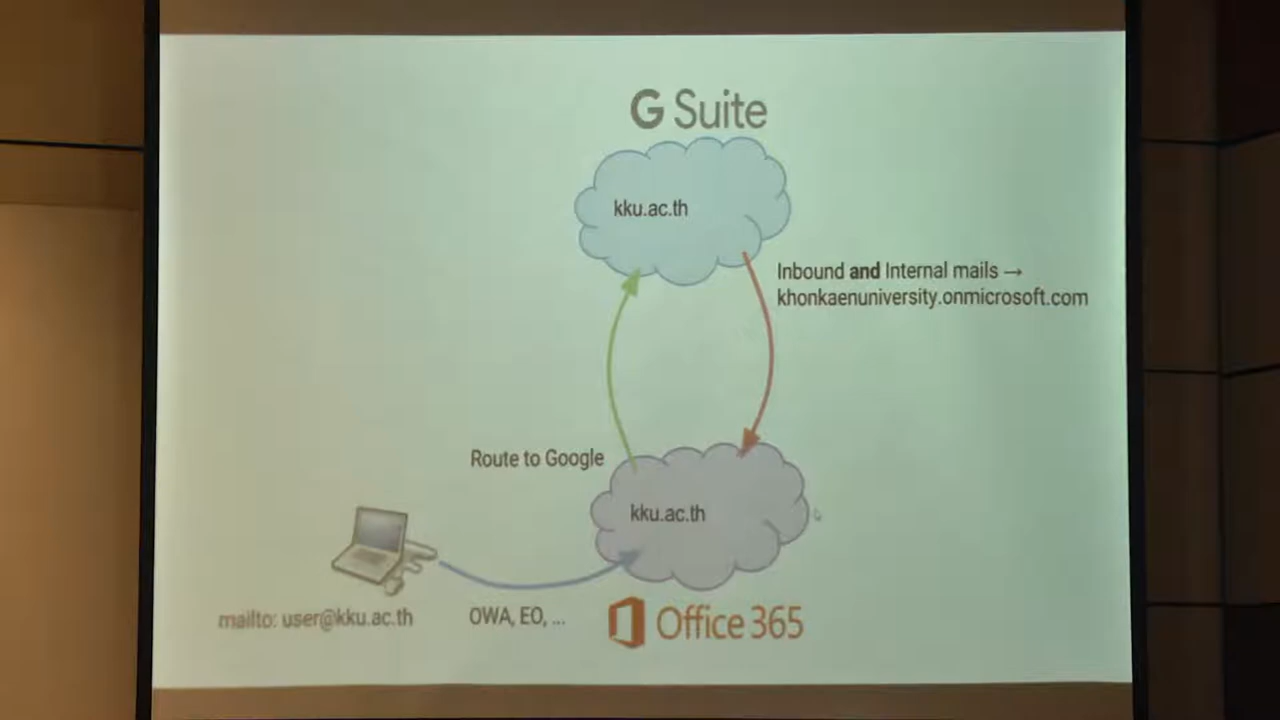 G Suite
kku.ac.th
Inbound and Internal mails →
khonkaenuniversity.onmicrosoft.com
Route to Google
kku.ac.th
mailto: user@kku.ac.th
OWA, EO, ...
Office 365